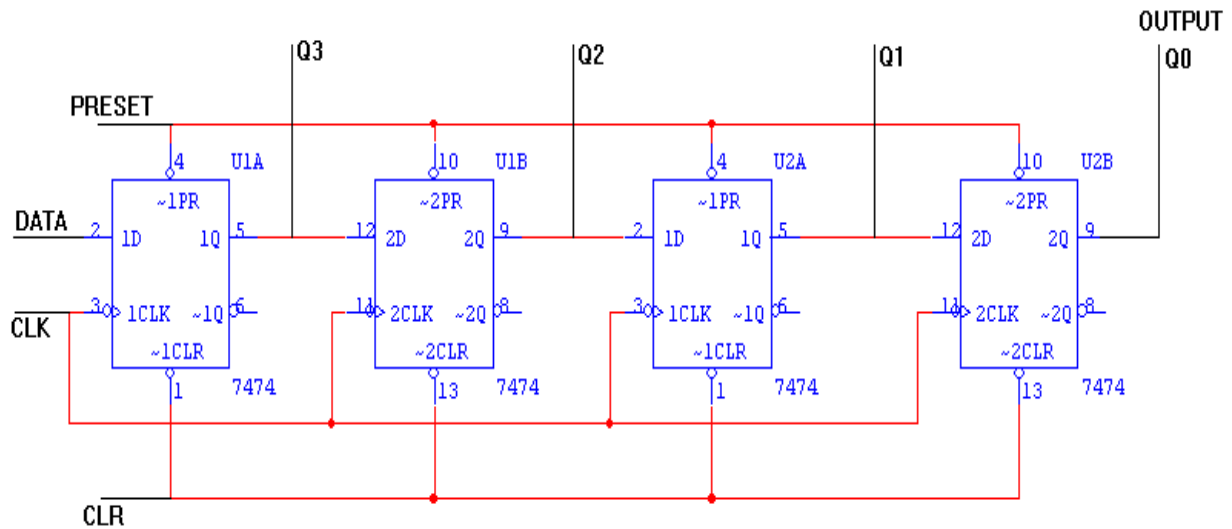 OUTPUT
Q3
Q2
Q1
Q0
PRESET
4 U1A
10 U1B
4 U2A
10 U2B
~1PR
~2PR
~1PR
~2PR
DATA
2 1D 1Q 5
12 2D 2Q 9
2 1D 1Q 5
12 2D 2Q 9
CLK
3 1CLK ~1Q 6
11 2CLK ~2Q 8
3 1CLK ~1Q 6
11 2CLK ~2Q 8
~1CLR
~2CLR
~1CLR
~2CLR
1 7474
13 7474
1 7474
13 7474
CLR